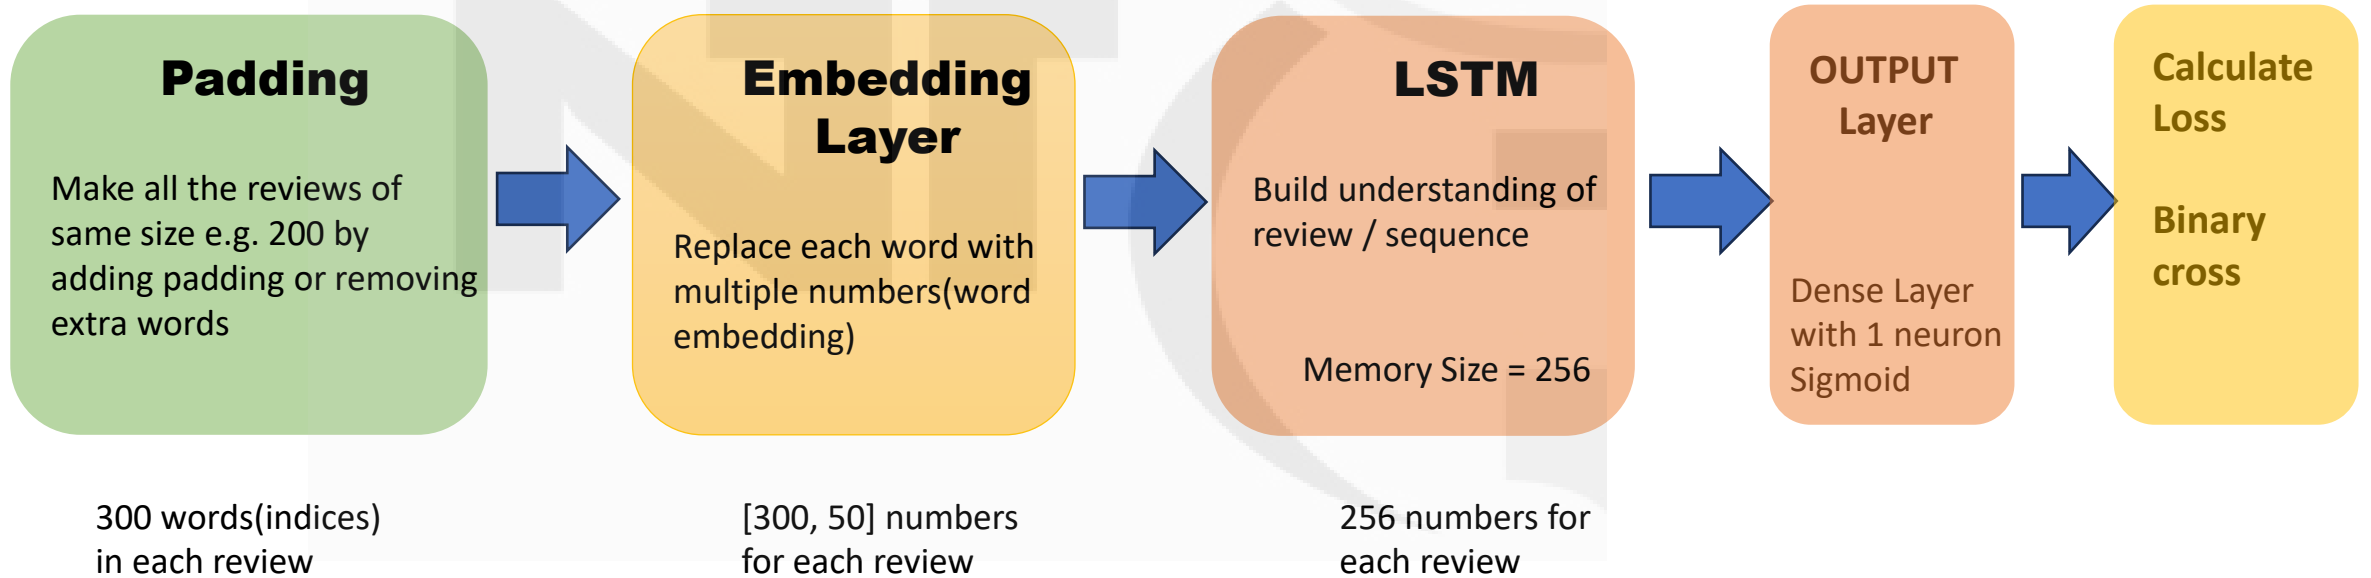 Padding
Make all the reviews of
same size e.g. 200 by
adding padding or removing
extra words
300 words(indices)
in each review
Embedding
Layer
Replace each word with
multiple numbers(word
embedding)
[300, 50] numbers
for each review
LSTM
Build understanding of
review / sequence
Memory Size = 256
256 numbers for
each review
OUTPUT
Layer
Dense Layer
with 1 neuron
Sigmoid
Calculate
Loss
Binary
cross